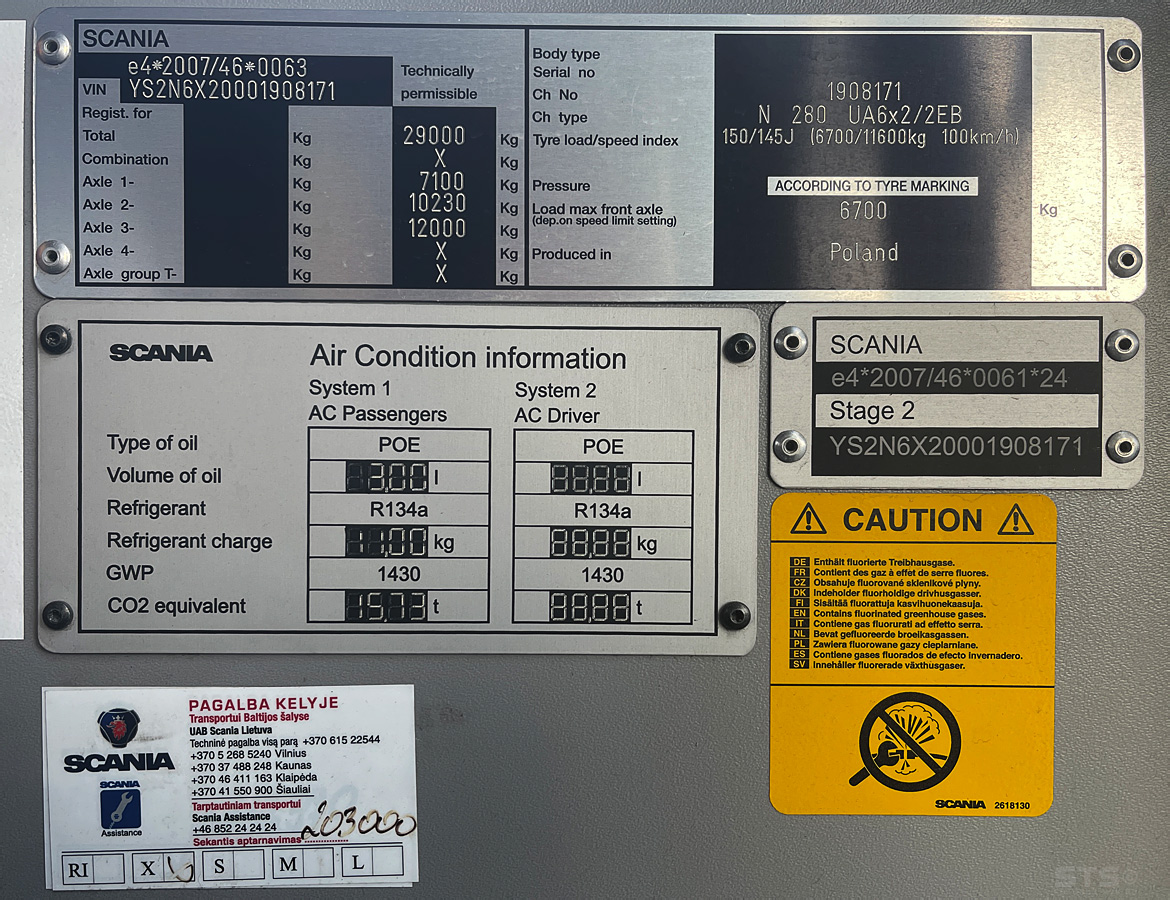 SCANIA
e4*2007/46*0063
VIN YS2N6X20001908171
Technically
permissible
Regist. for
Total Kg 29000 Kg
Combination Kg X Kg
Axle 1- Kg 7100 Kg
Axle 2- Kg 10230 Kg
Axle 3- Kg 12000 Kg
Axle 4- Kg X Kg
Axle group T- Kg X Kg
Body type
Serial no
Ch No 1908171
Ch type N 280 UA6x2/2EB
Tyre load/speed index 150/145J (6700/11600kg 100km/h)
Pressure ACCORDING TO TYRE MARKING
Load max front axle 6700 Kg
(dep.on speed limit setting)
Produced in Poland
SCANIA Air Condition information
System 1 System 2
AC Passengers AC Driver
Type of oil POE POE
Volume of oil 3,00 l l
Refrigerant R134a R134a
Refrigerant charge kg kg
GWP 1430 1430
CO2 equivalent t t
SCANIA
e4*2007/46*0061*24
Stage 2
YS2N6X20001908171
CAUTION
DE Enthält fluorierte Treibhausgase.
FR Contient des gaz à effet de serre fluores.
CZ Obsahuje fluorované sklenikové plyny.
DK Indeholder fluorholdige drivhusgasser.
FI Sisältää fluorattuja kasvihuonekaasuja.
EN Contains fluorinated greenhouse gases.
IT Contiene gas fluorurati ad effetto serra.
NL Bevat gefluoreerde broeikasgassen.
PL Zawiera fluorowane gazy cieplarniane.
ES Contiene gases fluorados de efecto invernadero.
SV Innehåller fluorerade växthusgaser.
SCANIA 2618130
PAGALBA KELYJE
Transportui Baltijos šalyse
UAB Scania Lietuva
Techninė pagalba visą parą +370 615 22544
+370 5 268 5240 Vilnius
+370 37 488 248 Kaunas
+370 46 411 163 Klaipėda
+370 41 550 900 Šiauliai
Tarptautiniam transportui
Scania Assistance
+46 852 24 24 24
Sekantis aptarnavimas 203000
SCANIA
SCANIA
Assistance
RI X S M L
STS